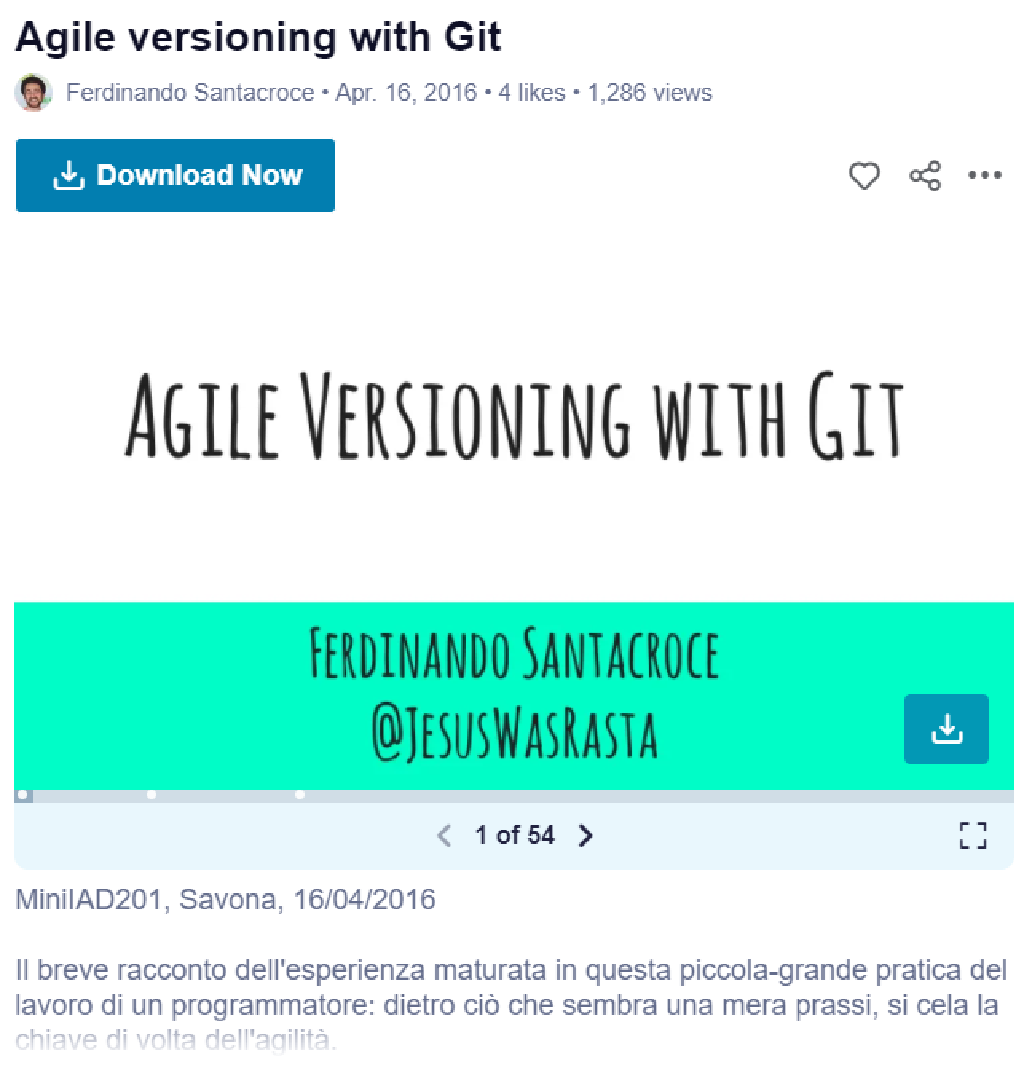 Agile versioning with Git
Ferdinando Santacroce • Apr. 16, 2016 • 4 likes • 1,286 views
Download Now
AGILE VERSIONING WITH GIT
FERDINANDO SANTACROCE
@JESUSWASRASTA
1 of 54
MiniIAD201, Savona, 16/04/2016
Il breve racconto dell'esperienza maturata in questa piccola-grande pratica del
lavoro di un programmatore: dietro ciò che sembra una mera prassi, si cela la
chiave di volta dell'agilità.